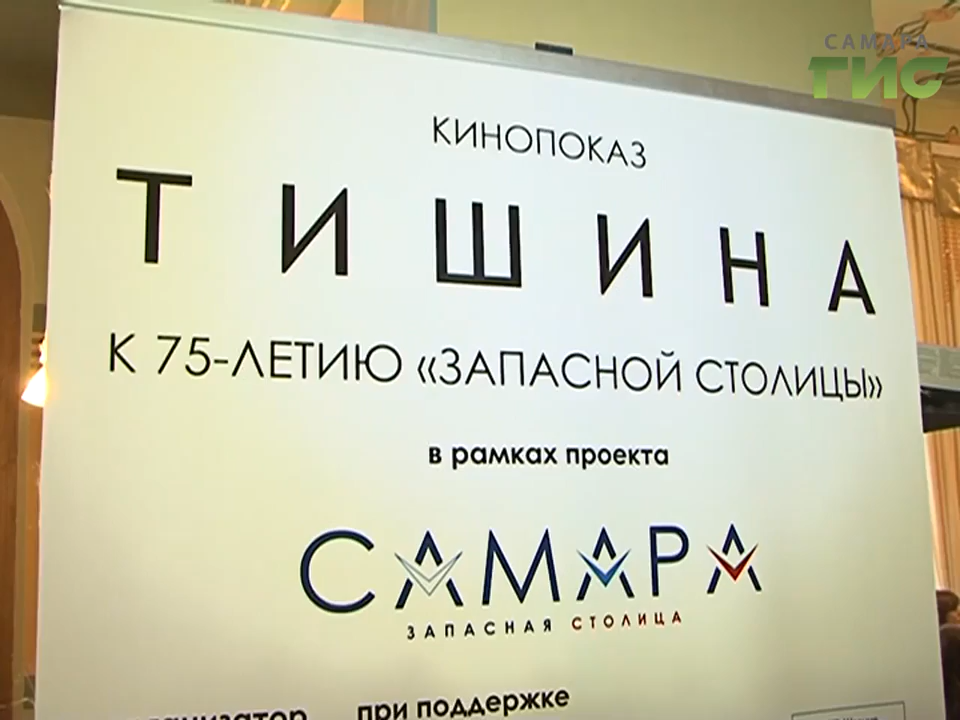 САМАРА
ГИС
КИНОПОКАЗ
ТИШИНА
К 75-ЛЕТИЮ «ЗАПАСНОЙ СТОЛИЦЫ»
в рамках проекта
САМАРА
ЗАПАСНАЯ СТОЛИЦА
при поддержке